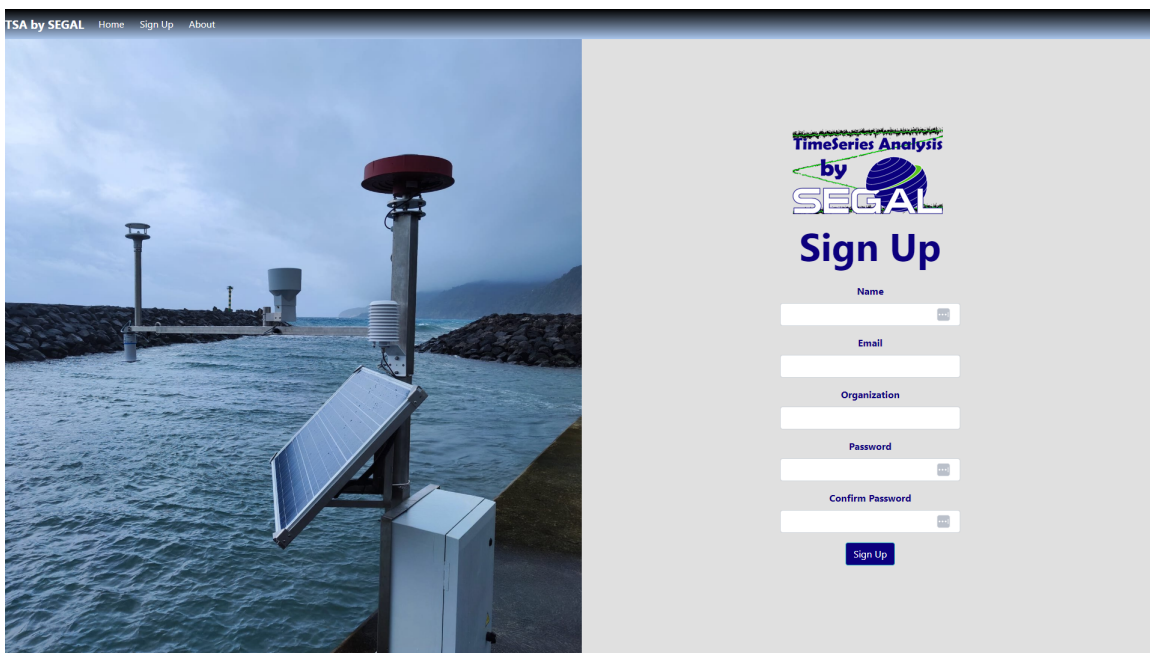 TSA by SEGAL Home Sign Up About
TimeSeries Analysis
by
SEGAL
Sign Up
Name
Email
Organization
Password
Confirm Password
Sign Up